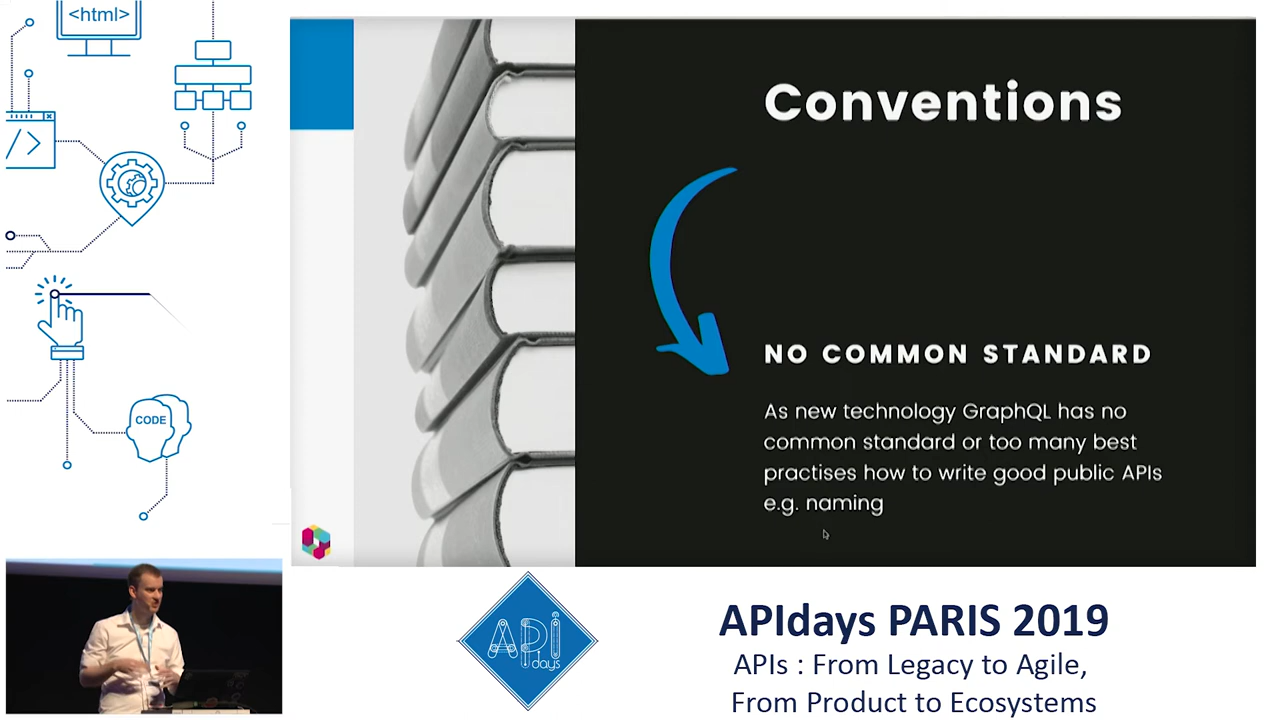 <html>
</>
CODE
Conventions
NO COMMON STANDARD
As new technology GraphQL has no
common standard or too many best
practises how to write good public APIs
e.g. naming
API
days
APIdays PARIS 2019
APIs : From Legacy to Agile,
From Product to Ecosystems